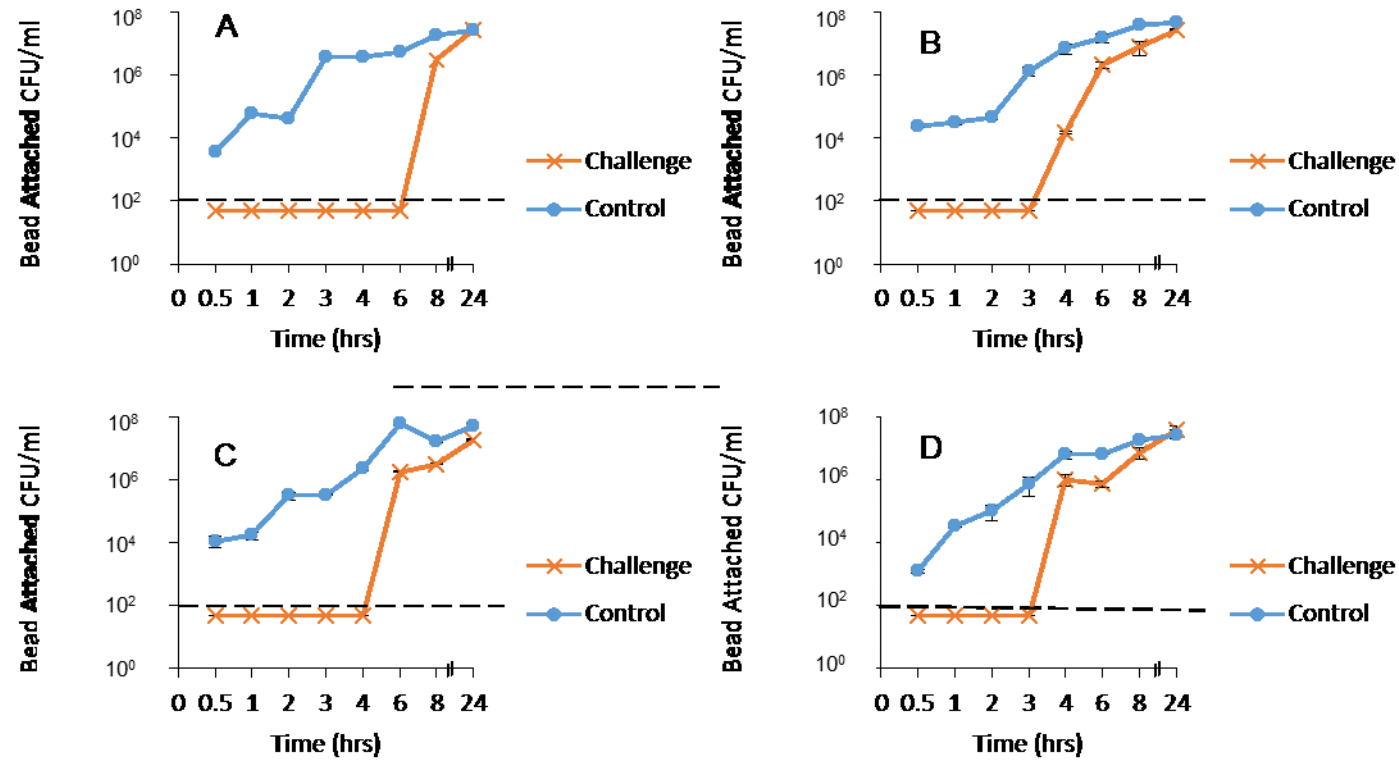 A
Bead Attached CFU/ml
10⁸
10⁶
10⁴
10²
10⁰
0 0.5 1 2 3 4 6 8 24
Time (hrs)
Challenge
Control
B
Bead Attached CFU/ml
10⁸
10⁶
10⁴
10²
10⁰
0 0.5 1 2 3 4 6 8 24
Time (hrs)
Challenge
Control
C
Bead Attached CFU/ml
10⁸
10⁶
10⁴
10²
10⁰
0 0.5 1 2 3 4 6 8 24
Time (hrs)
Challenge
Control
D
Bead Attached CFU/ml
10⁸
10⁶
10⁴
10²
10⁰
0 0.5 1 2 3 4 6 8 24
Time (hrs)
Challenge
Control